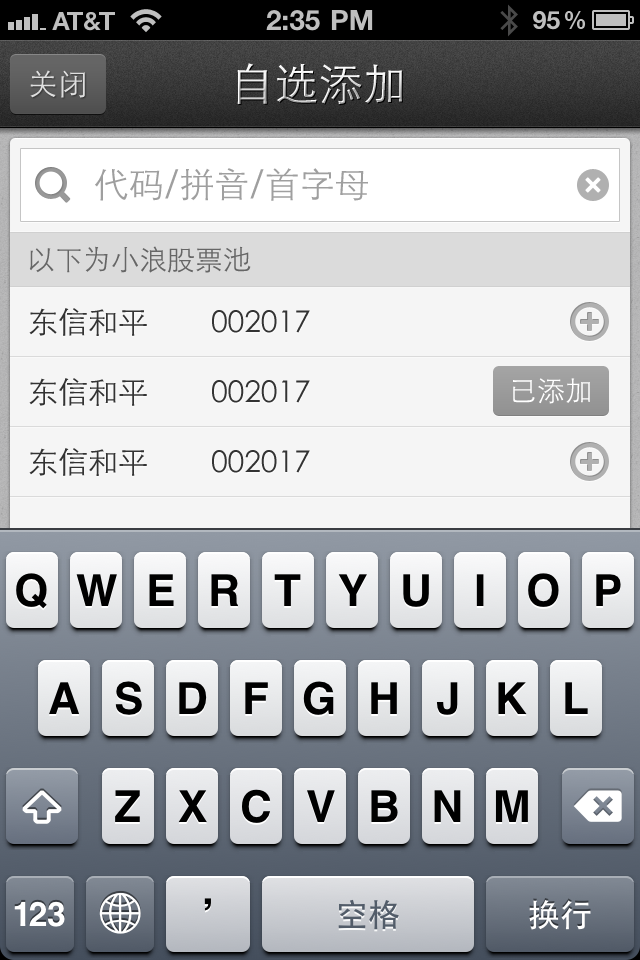 AT&T 2:35 PM 95%
关闭 自选添加
代码/拼音/首字母
以下为小浪股票池
东信和平 002017
东信和平 002017 已添加
东信和平 002017
Q W E R T Y U I O P
A S D F G H J K L
Z X C V B N M
123 , 空格 换行